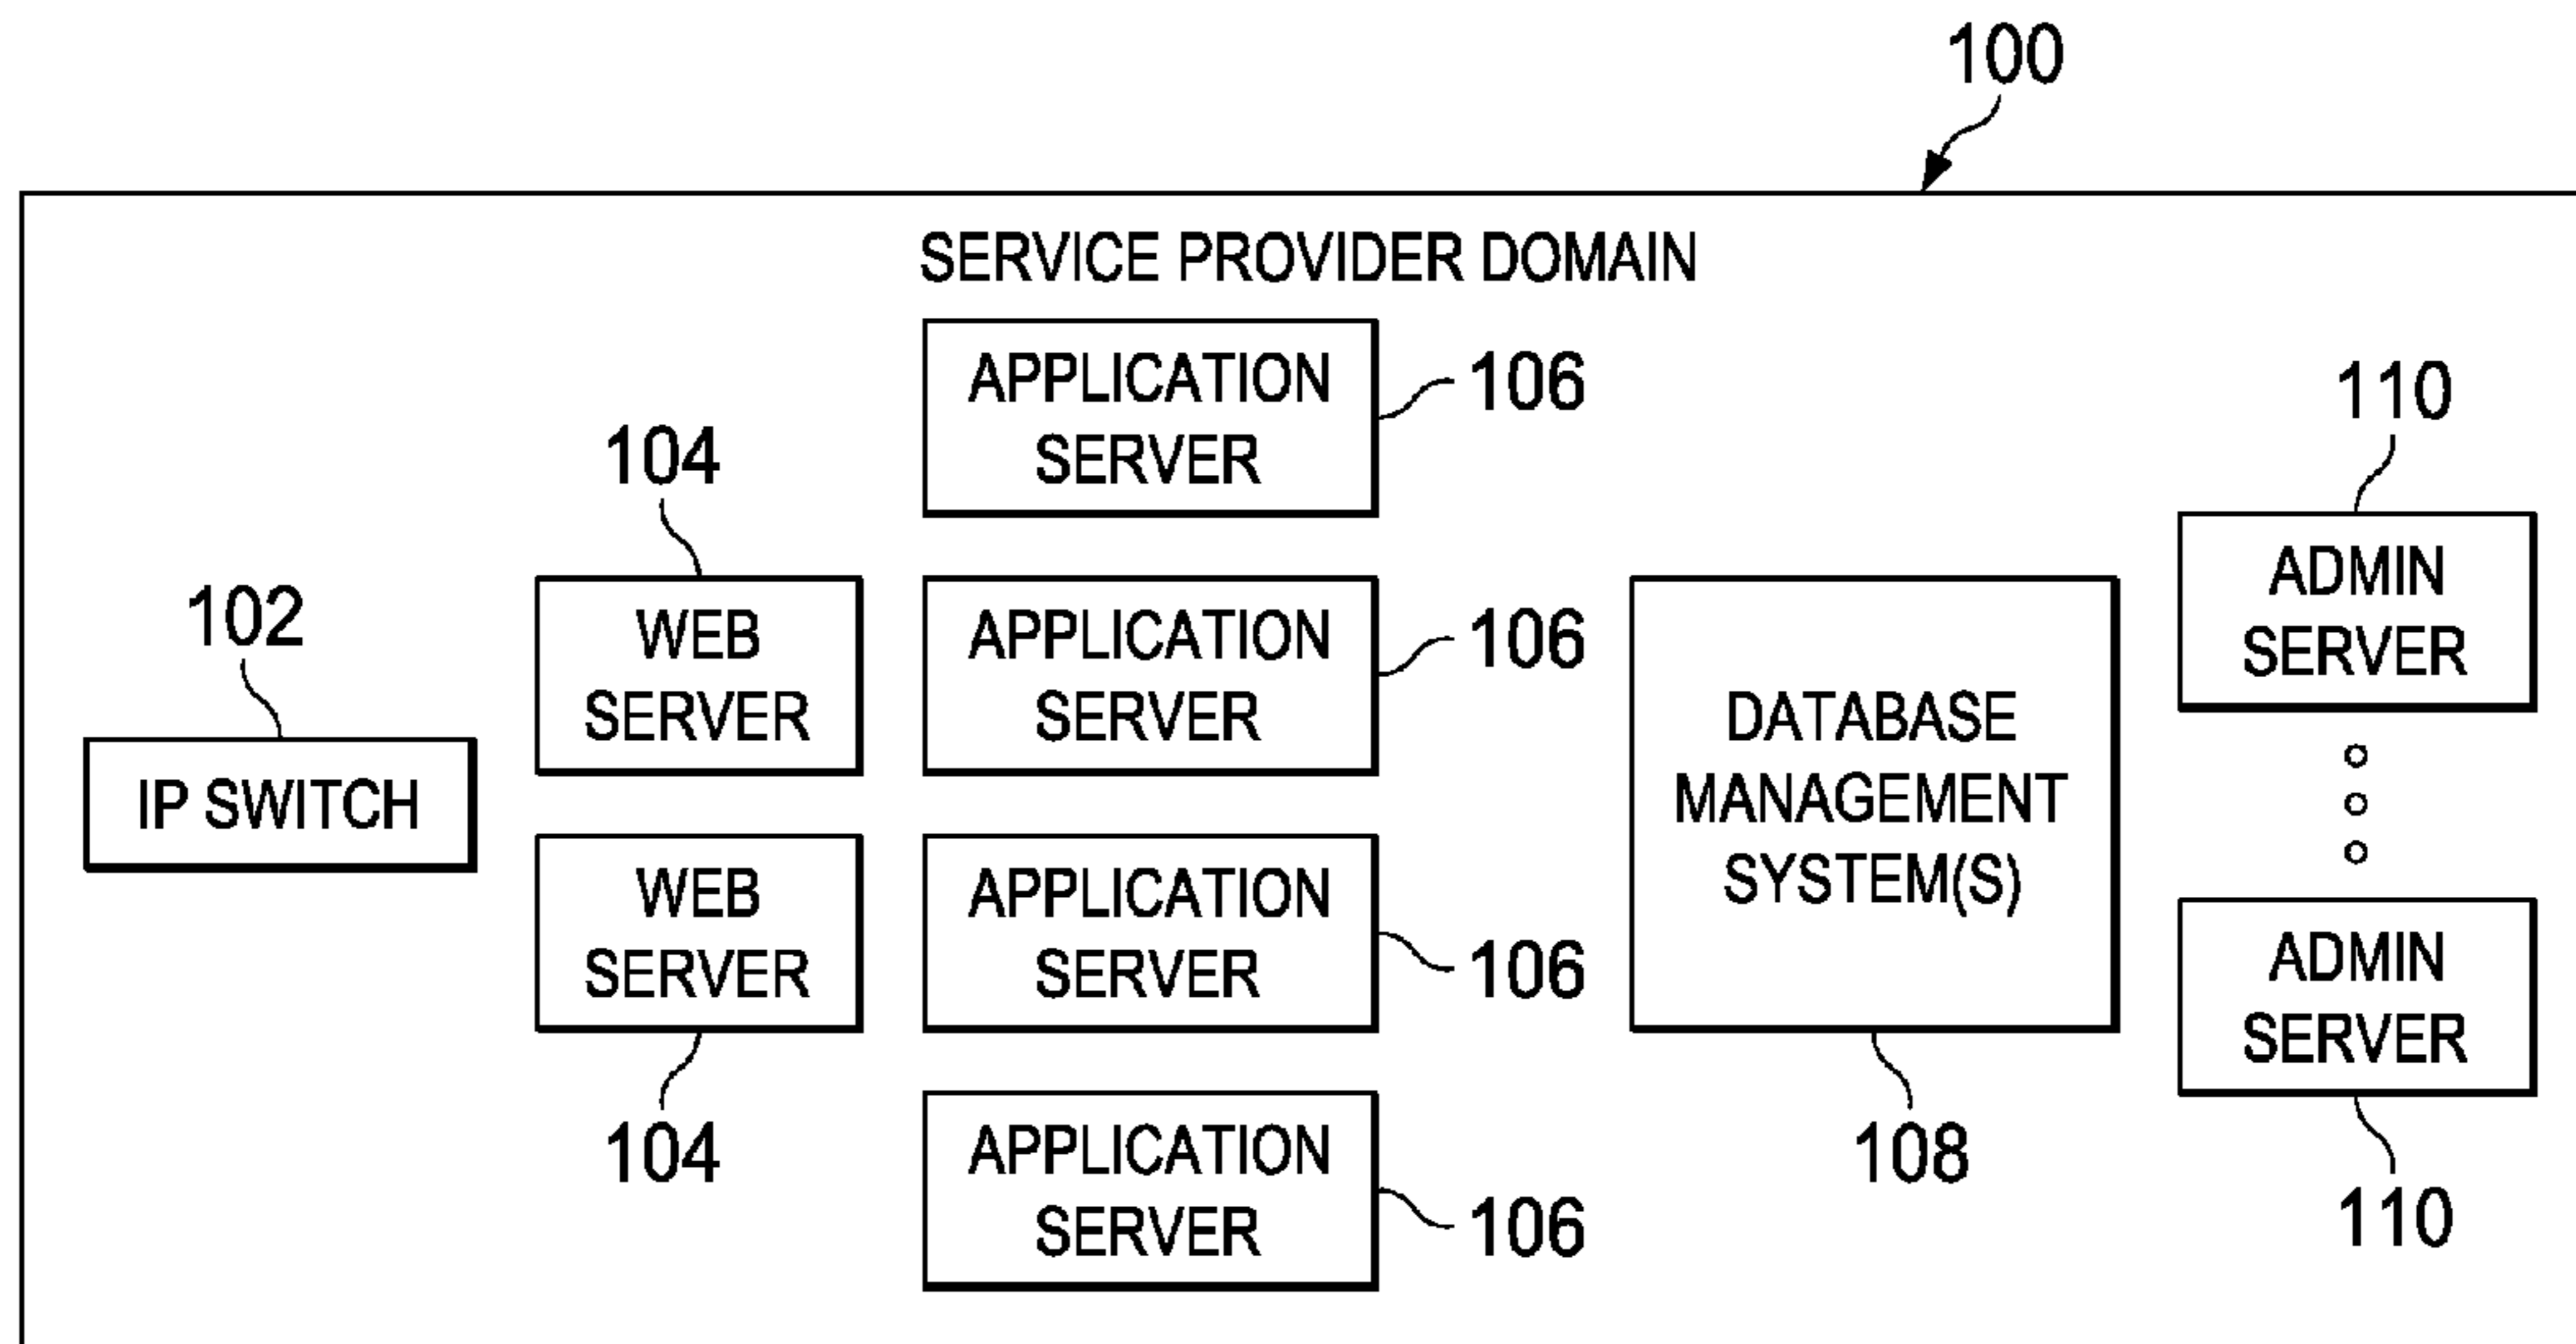 100
SERVICE PROVIDER DOMAIN
102
IP SWITCH
104
WEB
SERVER
WEB
SERVER
104
APPLICATION
SERVER
106
APPLICATION
SERVER
106
APPLICATION
SERVER
106
APPLICATION
SERVER
106
DATABASE
MANAGEMENT
SYSTEM(S)
108
110
ADMIN
SERVER
ADMIN
SERVER
110